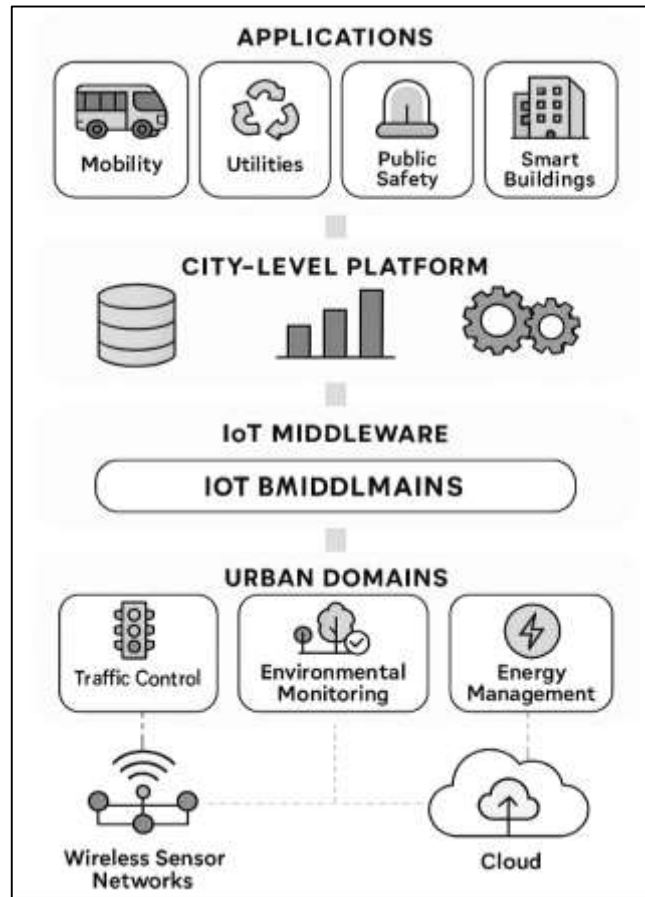 APPLICATIONS
Mobility
Utilities
Public
Safety
Smart
Buildings
CITY-LEVEL PLATFORM
IoT MIDDLEWARE
IOT BMIDDLMAINS
URBAN DOMAINS
Traffic Control
Environmental
Monitoring
Energy
Management
Wireless Sensor
Networks
Cloud